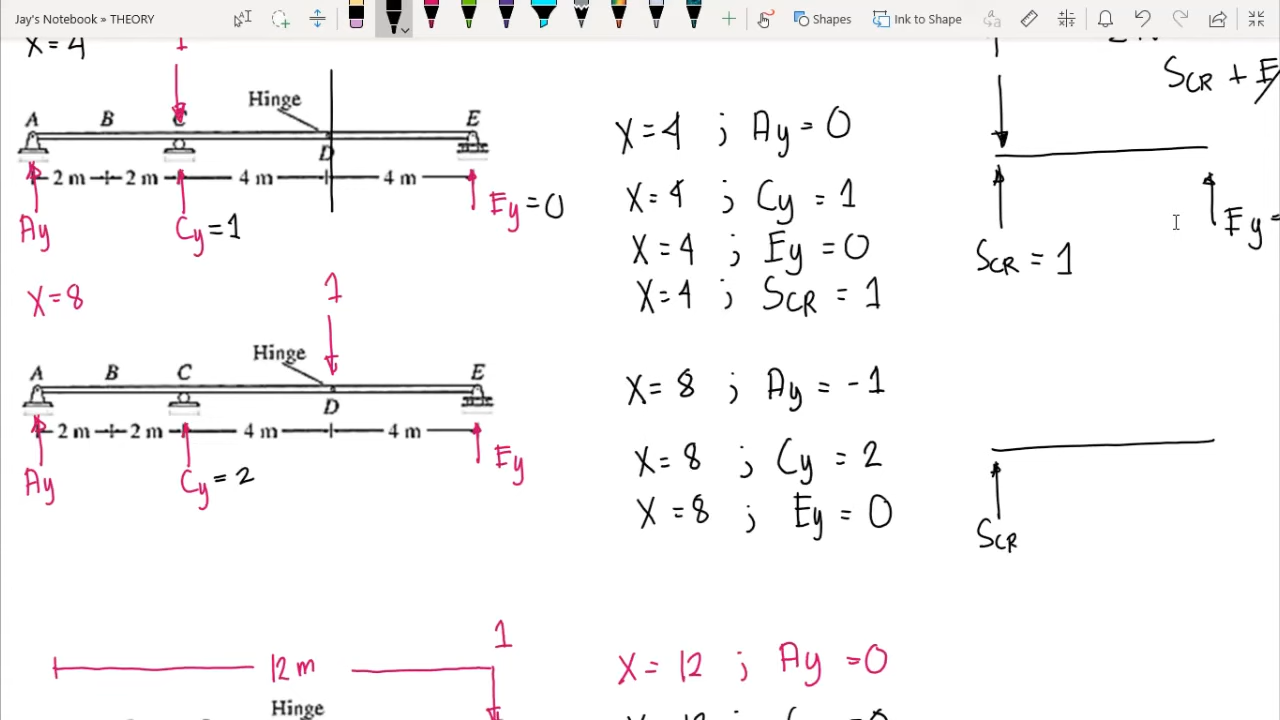 Jay's Notebook » THEORY
Shapes
Ink to Shape
X=4
1
Hinge
A B C D E
2 m 2 m 4 m 4 m
Ay
Cy = 1
Ey = 0
X=4 ; Ay = 0
X=4 ; Cy = 1
X=4 ; Ey = 0
X=4 ; SCR = 1
SCR + E
SCR = 1
Ey =
X=8
1
Hinge
A B C D E
2 m 2 m 4 m 4 m
Ay
Cy = 2
Ey
X=8 ; Ay = -1
X=8 ; Cy = 2
X=8 ; Ey = 0
SCR
12 m
1
Hinge
X=12 ; Ay =0